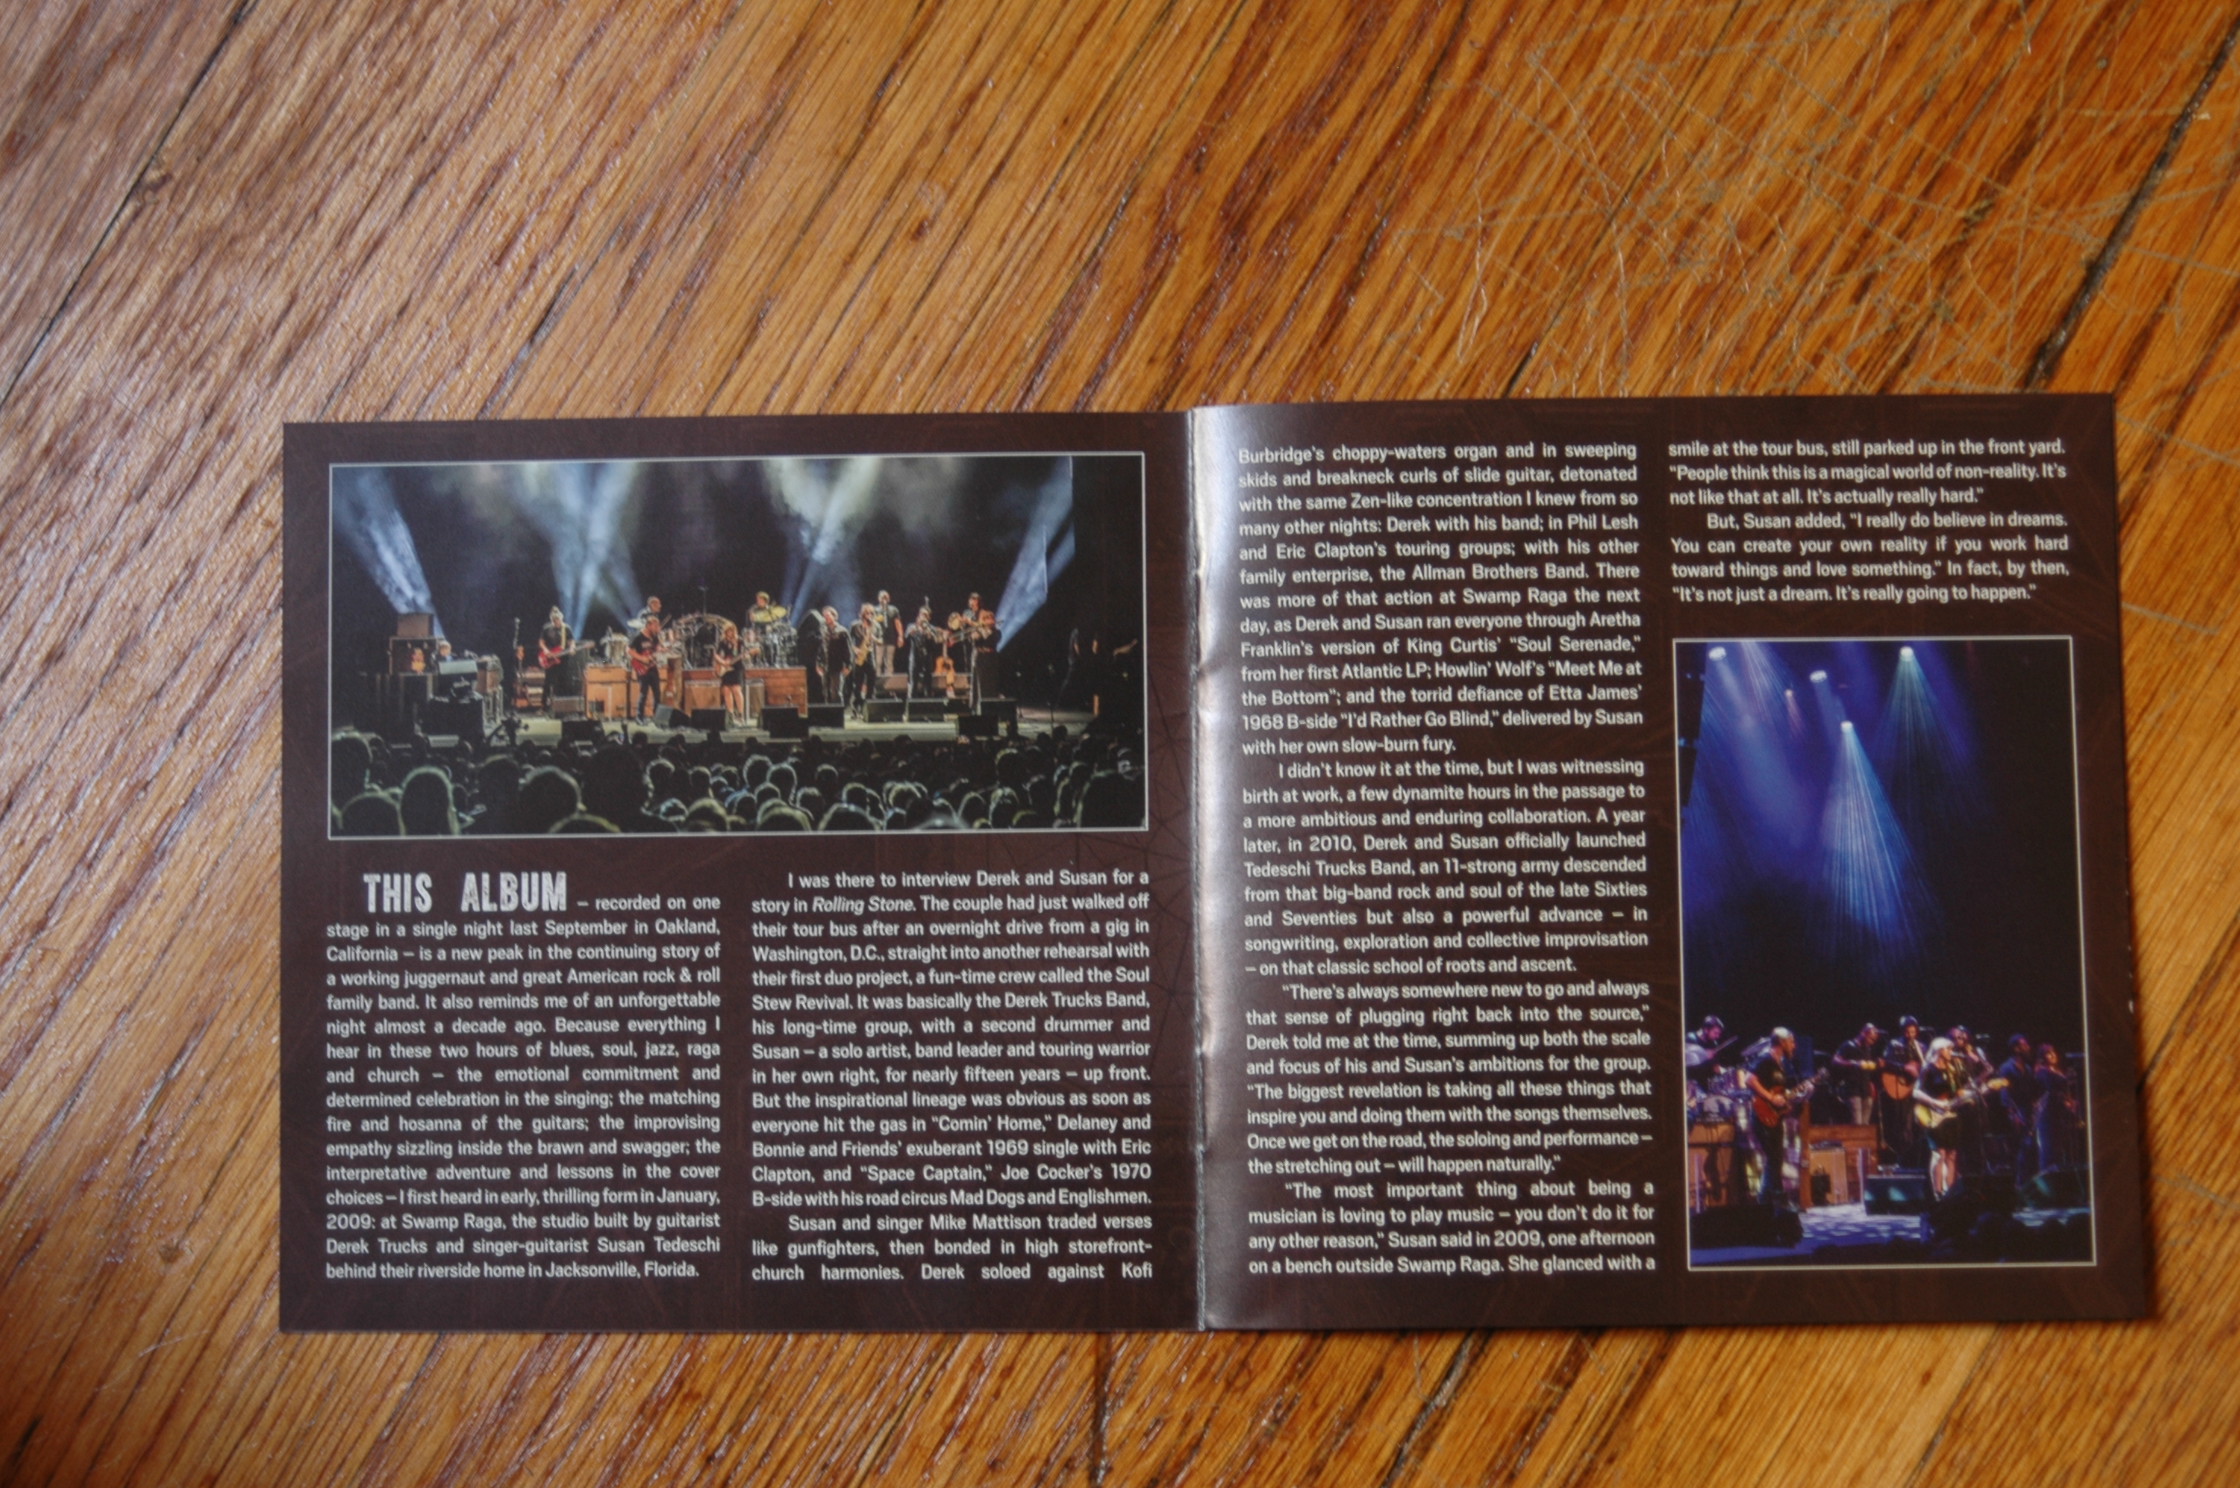 THIS ALBUM – recorded on one
stage in a single night last September in Oakland,
California – is a new peak in the continuing story of
a working juggernaut and great American rock & roll
family band. It also reminds me of an unforgettable
night almost a decade ago. Because everything I
hear in these two hours of blues, soul, jazz, raga
and church – the emotional commitment and
determined celebration in the singing; the matching
fire and hosanna of the guitars; the improvising
empathy sizzling inside the brawn and swagger; the
interpretative adventure and lessons in the cover
choices – I first heard in early, thrilling form in January,
2009: at Swamp Raga, the studio built by guitarist
Derek Trucks and singer-guitarist Susan Tedeschi
behind their riverside home in Jacksonville, Florida.
I was there to interview Derek and Susan for a
story in Rolling Stone. The couple had just walked off
their tour bus after an overnight drive from a gig in
Washington, D.C., straight into another rehearsal with
their first duo project, a fun-time crew called the Soul
Stew Revival. It was basically the Derek Trucks Band,
his long-time group, with a second drummer and
Susan – a solo artist, band leader and touring warrior
in her own right, for nearly fifteen years – up front.
But the inspirational lineage was obvious as soon as
everyone hit the gas in "Comin' Home," Delaney and
Bonnie and Friends' exuberant 1969 single with Eric
Clapton, and "Space Captain," Joe Cocker's 1970
B-side with his road circus Mad Dogs and Englishmen.
Susan and singer Mike Mattison traded verses
like gunfighters, then bonded in high storefront-
church harmonies. Derek soloed against Kofi
Burbridge's choppy-waters organ and in sweeping
skids and breakneck curls of slide guitar, detonated
with the same Zen-like concentration I knew from so
many other nights: Derek with his band; in Phil Lesh
and Eric Clapton's touring groups; with his other
family enterprise, the Allman Brothers Band. There
was more of that action at Swamp Raga the next
day, as Derek and Susan ran everyone through Aretha
Franklin's version of King Curtis' "Soul Serenade,"
from her first Atlantic LP; Howlin' Wolf's "Meet Me at
the Bottom"; and the torrid defiance of Etta James'
1968 B-side "I'd Rather Go Blind," delivered by Susan
with her own slow-burn fury.
I didn't know it at the time, but I was witnessing
birth at work, a few dynamite hours in the passage to
a more ambitious and enduring collaboration. A year
later, in 2010, Derek and Susan officially launched
Tedeschi Trucks Band, an 11-strong army descended
from that big-band rock and soul of the late Sixties
and Seventies but also a powerful advance – in
songwriting, exploration and collective improvisation
– on that classic school of roots and ascent.
"There's always somewhere new to go and always
that sense of plugging right back into the source,"
Derek told me at the time, summing up both the scale
and focus of his and Susan's ambitions for the group.
"The biggest revelation is taking all these things that
inspire you and doing them with the songs themselves.
Once we get on the road, the soloing and performance –
the stretching out – will happen naturally."
"The most important thing about being a
musician is loving to play music – you don't do it for
any other reason," Susan said in 2009, one afternoon
on a bench outside Swamp Raga. She glanced with a
smile at the tour bus, still parked up in the front yard.
"People think this is a magical world of non-reality. It's
not like that at all. It's actually really hard."
But, Susan added, "I really do believe in dreams.
You can create your own reality if you work hard
toward things and love something." In fact, by then,
"It's not just a dream. It's really going to happen."